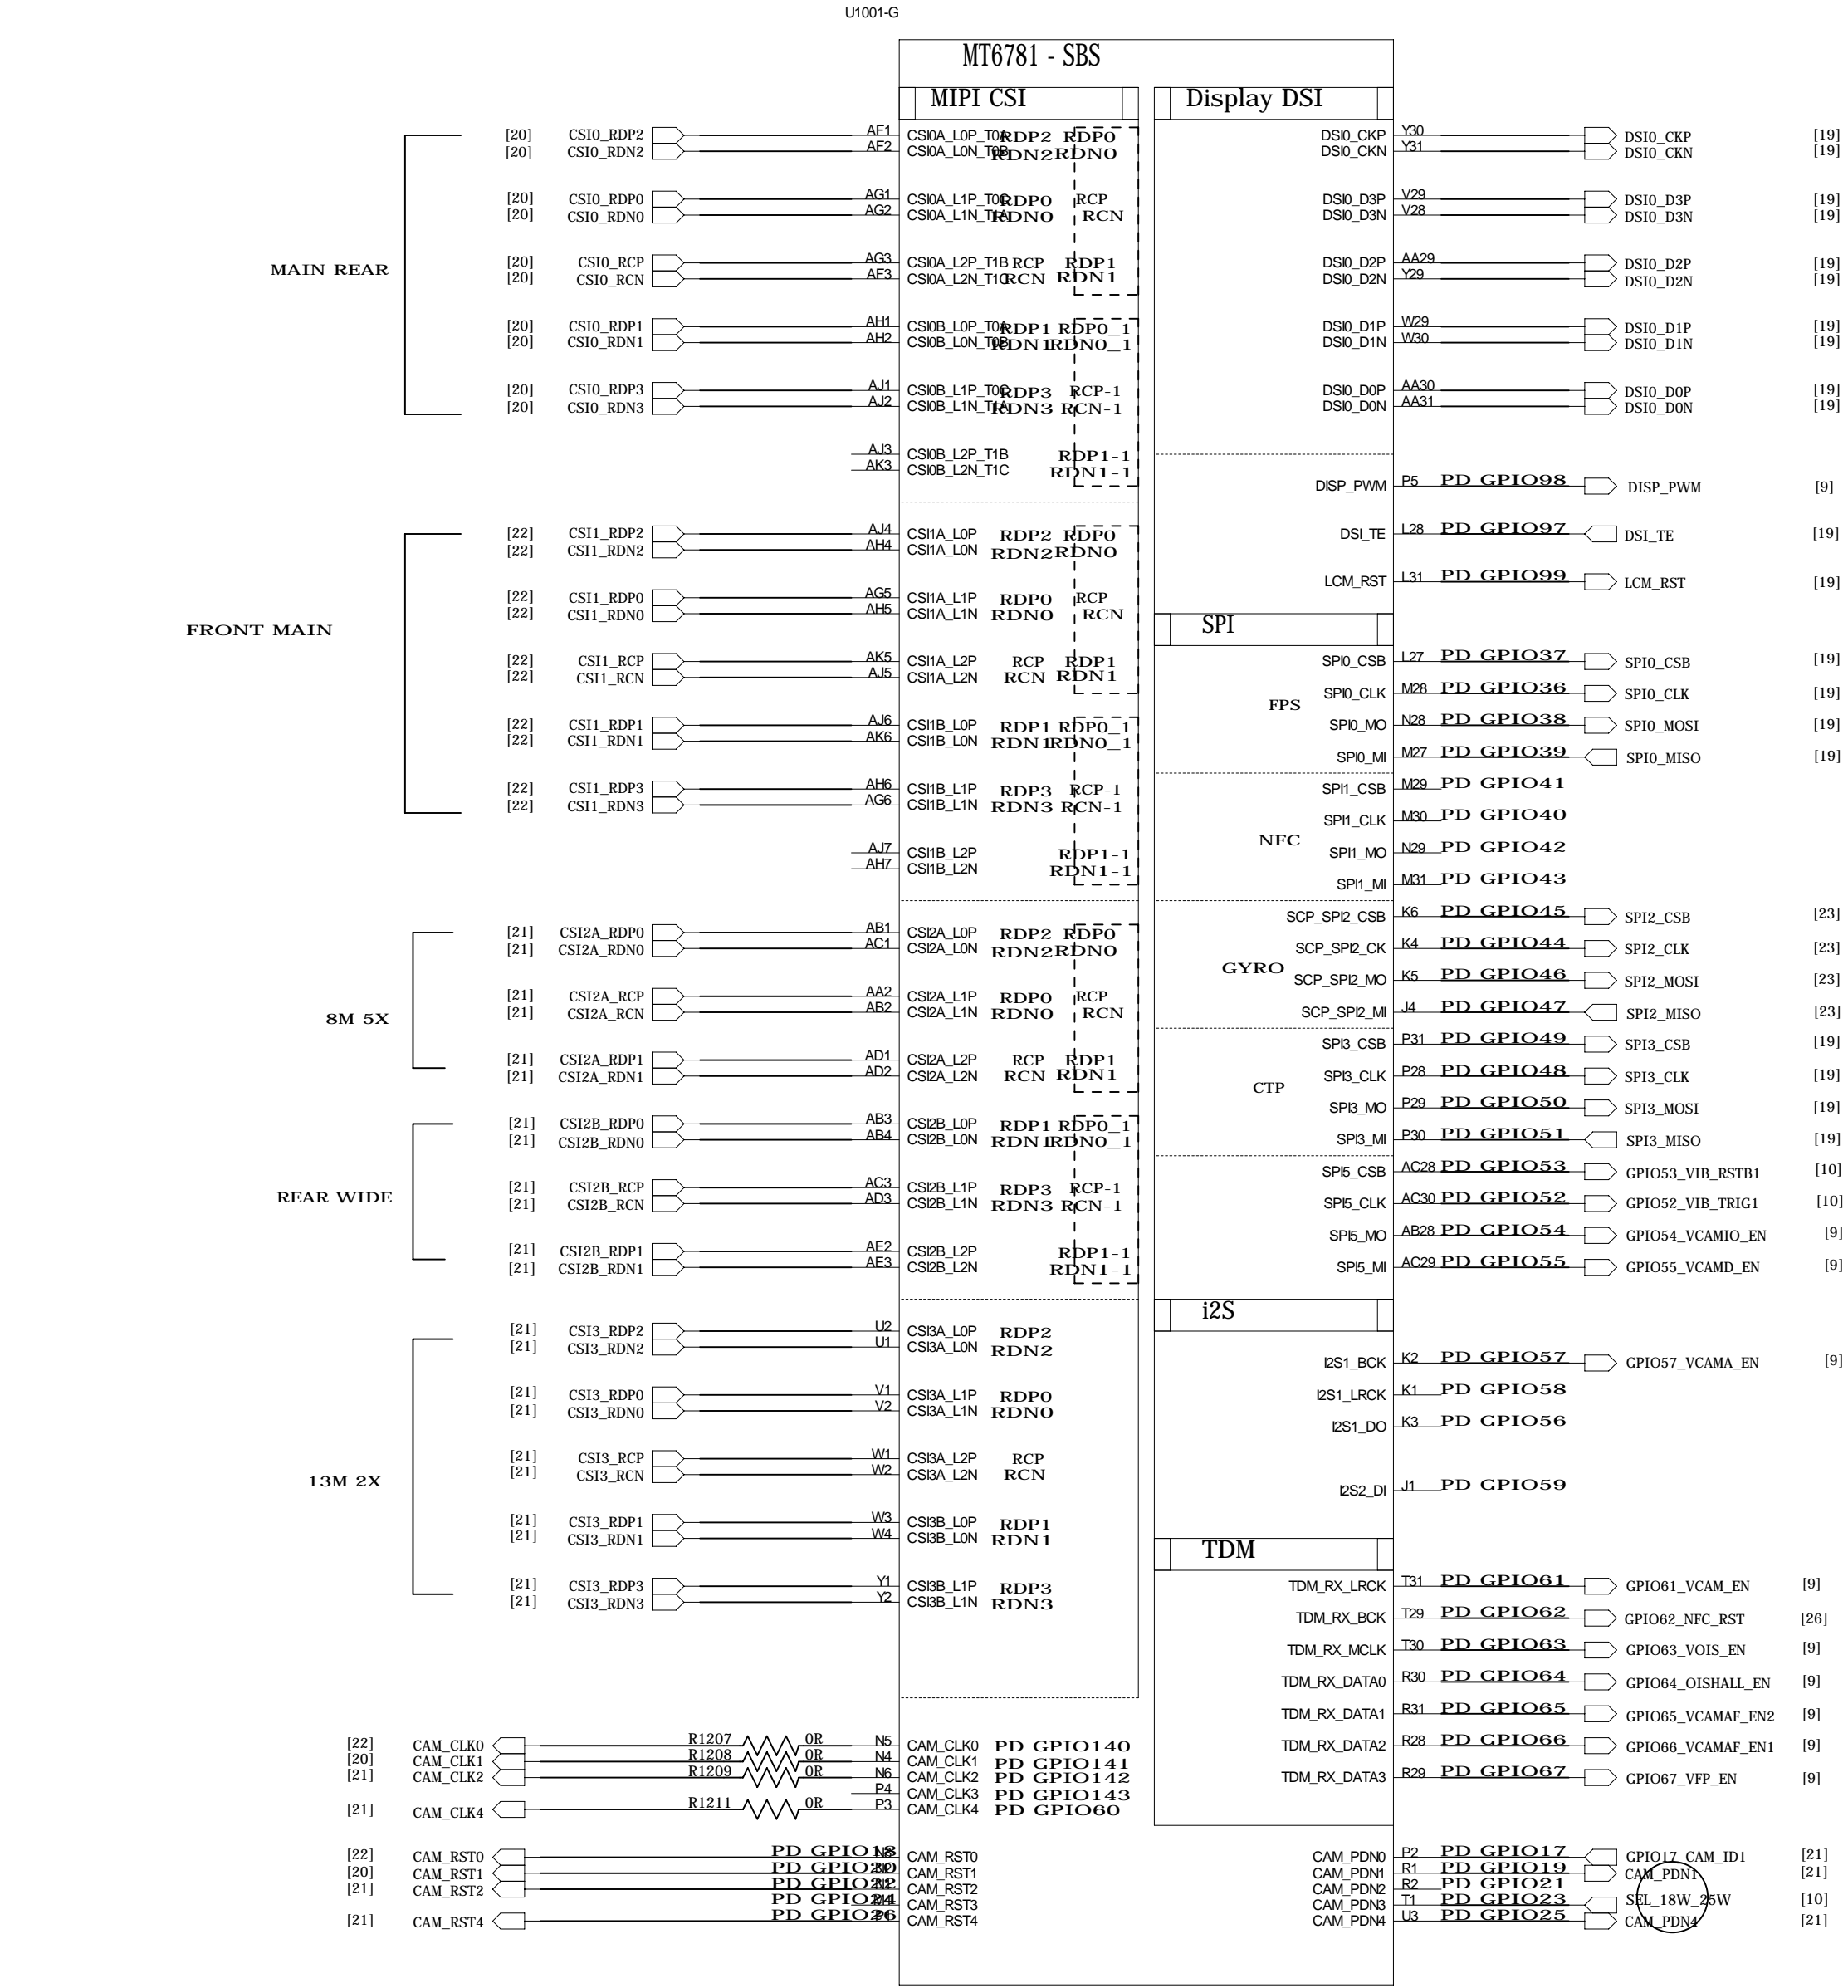 U1001-G
MT6781 - SBS
MIPI CSI
Display DSI
MAIN REAR
[20] CSI0_RDP2 AF1 CSI0A_L0P_T0A RDP2 RDP0
[20] CSI0_RDN2 AF2 CSI0A_L0N_T0B RDN2 RDN0
[20] CSI0_RDP0 AG1 CSI0A_L1P_T0C RDP0 RCP
[20] CSI0_RDN0 AG2 CSI0A_L1N_T1A RDN0 RCN
[20] CSI0_RCP AG3 CSI0A_L2P_T1B RCP RDP1
[20] CSI0_RCN AF3 CSI0A_L2N_T1C RCN RDN1
[20] CSI0_RDP1 AH1 CSI0B_L0P_T0A RDP1 RDP0_1
[20] CSI0_RDN1 AH2 CSI0B_L0N_T0B RDN1 RDN0_1
[20] CSI0_RDP3 AJ1 CSI0B_L1P_T0C RDP3 RCP-1
[20] CSI0_RDN3 AJ2 CSI0B_L1N_T1A RDN3 RCN-1
AJ3 CSI0B_L2P_T1B RDP1-1
AK3 CSI0B_L2N_T1C RDN1-1
FRONT MAIN
[22] CSI1_RDP2 AJ4 CSI1A_L0P RDP2 RDP0
[22] CSI1_RDN2 AH4 CSI1A_L0N RDN2 RDN0
[22] CSI1_RDP0 AG5 CSI1A_L1P RDP0 RCP
[22] CSI1_RDN0 AH5 CSI1A_L1N RDN0 RCN
[22] CSI1_RCP AK5 CSI1A_L2P RCP RDP1
[22] CSI1_RCN AJ5 CSI1A_L2N RCN RDN1
[22] CSI1_RDP1 AJ6 CSI1B_L0P RDP1 RDP0_1
[22] CSI1_RDN1 AK6 CSI1B_L0N RDN1 RDN0_1
[22] CSI1_RDP3 AH6 CSI1B_L1P RDP3 RCP-1
[22] CSI1_RDN3 AG6 CSI1B_L1N RDN3 RCN-1
AJ7 CSI1B_L2P RDP1-1
AH7 CSI1B_L2N RDN1-1
8M 5X
[21] CSI2A_RDP0 AB1 CSI2A_L0P RDP2 RDP0
[21] CSI2A_RDN0 AC1 CSI2A_L0N RDN2 RDN0
[21] CSI2A_RCP AA2 CSI2A_L1P RDP0 RCP
[21] CSI2A_RCN AB2 CSI2A_L1N RDN0 RCN
[21] CSI2A_RDP1 AD1 CSI2A_L2P RCP RDP1
[21] CSI2A_RDN1 AD2 CSI2A_L2N RCN RDN1
REAR WIDE
[21] CSI2B_RDP0 AB3 CSI2B_L0P RDP1 RDP0_1
[21] CSI2B_RDN0 AB4 CSI2B_L0N RDN1 RDN0_1
[21] CSI2B_RCP AC3 CSI2B_L1P RDP3 RCP-1
[21] CSI2B_RCN AD3 CSI2B_L1N RDN3 RCN-1
[21] CSI2B_RDP1 AE2 CSI2B_L2P RDP1-1
[21] CSI2B_RDN1 AE3 CSI2B_L2N RDN1-1
13M 2X
[21] CSI3_RDP2 U2 CSI3A_L0P RDP2
[21] CSI3_RDN2 U1 CSI3A_L0N RDN2
[21] CSI3_RDP0 V1 CSI3A_L1P RDP0
[21] CSI3_RDN0 V2 CSI3A_L1N RDN0
[21] CSI3_RCP W1 CSI3A_L2P RCP
[21] CSI3_RCN W2 CSI3A_L2N RCN
[21] CSI3_RDP1 W3 CSI3B_L0P RDP1
[21] CSI3_RDN1 W4 CSI3B_L0N RDN1
[21] CSI3_RDP3 Y1 CSI3B_L1P RDP3
[21] CSI3_RDN3 Y2 CSI3B_L1N RDN3
[22] CAM_CLK0 R1207 0R N5 CAM_CLK0 PD GPIO140
[20] CAM_CLK1 R1208 0R N4 CAM_CLK1 PD GPIO141
[21] CAM_CLK2 R1209 0R N6 CAM_CLK2 PD GPIO142
P4 CAM_CLK3 PD GPIO143
[21] CAM_CLK4 R1211 0R P3 CAM_CLK4 PD GPIO60
[22] CAM_RST0 PD GPIO18 CAM_RST0
[20] CAM_RST1 PD GPIO20 CAM_RST1
[21] CAM_RST2 PD GPIO22 CAM_RST2
PD GPIO24 CAM_RST3
[21] CAM_RST4 PD GPIO26 CAM_RST4
DSI0_CKP Y30 DSI0_CKP [19]
DSI0_CKN Y31 DSI0_CKN [19]
DSI0_D3P V29 DSI0_D3P [19]
DSI0_D3N V28 DSI0_D3N [19]
DSI0_D2P AA29 DSI0_D2P [19]
DSI0_D2N Y29 DSI0_D2N [19]
DSI0_D1P W29 DSI0_D1P [19]
DSI0_D1N W30 DSI0_D1N [19]
DSI0_D0P AA30 DSI0_D0P [19]
DSI0_D0N AA31 DSI0_D0N [19]
DISP_PWM P5 PD GPIO98 DISP_PWM [9]
DSI_TE L28 PD GPIO97 DSI_TE [19]
LCM_RST L31 PD GPIO99 LCM_RST [19]
SPI
FPS
SPI0_CSB L27 PD GPIO37 SPI0_CSB [19]
SPI0_CLK M28 PD GPIO36 SPI0_CLK [19]
SPI0_MO N28 PD GPIO38 SPI0_MOSI [19]
SPI0_MI M27 PD GPIO39 SPI0_MISO [19]
NFC
SPI1_CSB M29 PD GPIO41
SPI1_CLK M30 PD GPIO40
SPI1_MO N29 PD GPIO42
SPI1_MI M31 PD GPIO43
GYRO
SCP_SPI2_CSB K6 PD GPIO45 SPI2_CSB [23]
SCP_SPI2_CK K4 PD GPIO44 SPI2_CLK [23]
SCP_SPI2_MO K5 PD GPIO46 SPI2_MOSI [23]
SCP_SPI2_MI J4 PD GPIO47 SPI2_MISO [23]
CTP
SPI3_CSB P31 PD GPIO49 SPI3_CSB [19]
SPI3_CLK P28 PD GPIO48 SPI3_CLK [19]
SPI3_MO P29 PD GPIO50 SPI3_MOSI [19]
SPI3_MI P30 PD GPIO51 SPI3_MISO [19]
SPI5_CSB AC28 PD GPIO53 GPIO53_VIB_RSTB1 [10]
SPI5_CLK AC30 PD GPIO52 GPIO52_VIB_TRIG1 [10]
SPI5_MO AB28 PD GPIO54 GPIO54_VCAMIO_EN [9]
SPI5_MI AC29 PD GPIO55 GPIO55_VCAMD_EN [9]
i2S
I2S1_BCK K2 PD GPIO57 GPIO57_VCAMA_EN [9]
I2S1_LRCK K1 PD GPIO58
I2S1_DO K3 PD GPIO56
I2S2_DI J1 PD GPIO59
TDM
TDM_RX_LRCK T31 PD GPIO61 GPIO61_VCAM_EN [9]
TDM_RX_BCK T29 PD GPIO62 GPIO62_NFC_RST [26]
TDM_RX_MCLK T30 PD GPIO63 GPIO63_VOIS_EN [9]
TDM_RX_DATA0 R30 PD GPIO64 GPIO64_OISHALL_EN [9]
TDM_RX_DATA1 R31 PD GPIO65 GPIO65_VCAMAF_EN2 [9]
TDM_RX_DATA2 R28 PD GPIO66 GPIO66_VCAMAF_EN1 [9]
TDM_RX_DATA3 R29 PD GPIO67 GPIO67_VFP_EN [9]
CAM_PDN0 P2 PD GPIO17 GPIO17_CAM_ID1 [21]
CAM_PDN1 R1 PD GPIO19 CAM_PDN1 [21]
CAM_PDN2 R2 PD GPIO21
CAM_PDN3 T1 PD GPIO23 SEL_18W_25W [10]
CAM_PDN4 U3 PD GPIO25 CAM_PDN4 [21]